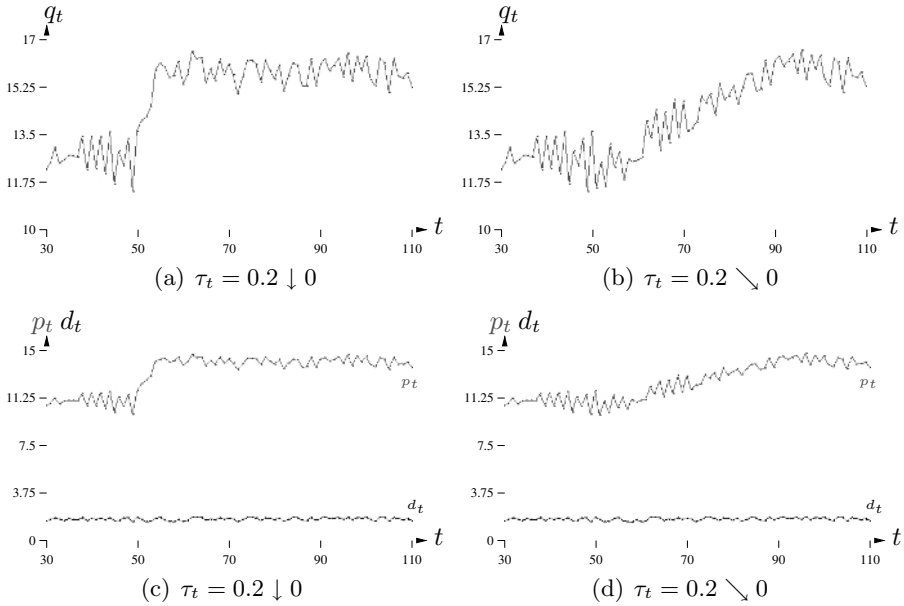 q_t
17
15.25
13.5
11.75
10
30 50 70 90 110
t
(a) τ_t = 0.2 ↓ 0
q_t
17
15.25
13.5
11.75
10
30 50 70 90 110
t
(b) τ_t = 0.2 ↘ 0
p_t d_t
15
11.25
7.5
3.75
0
p_t
d_t
30 50 70 90 110
t
(c) τ_t = 0.2 ↓ 0
p_t d_t
15
11.25
7.5
3.75
0
p_t
d_t
30 50 70 90 110
t
(d) τ_t = 0.2 ↘ 0